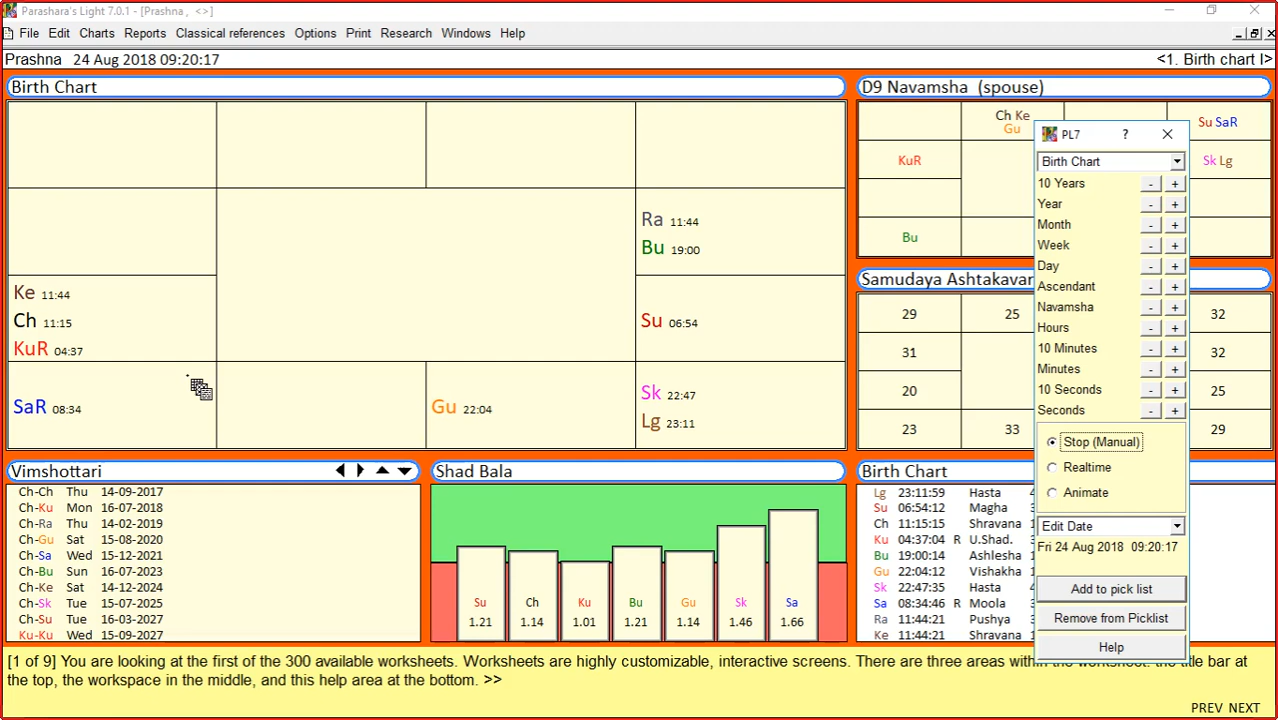 Parashara's Light 7.0.1 - [Prashna , <>]
File Edit Charts Reports Classical references Options Print Research Windows Help
Prashna 24 Aug 2018 09:20:17
<1. Birth chart I>
Birth Chart
Ra 11:44
Bu 19:00
Ke 11:44
Ch 11:15
KuR 04:37
Su 06:54
SaR 08:34
Gu 22:04
Sk 22:47
Lg 23:11
D9 Navamsha (spouse)
Ch Ke
Gu
Su SaR
KuR
Sk Lg
Bu
Samudaya Ashtakavar
29 25 32
31 32
20 25
23 33 29
Vimshottari
Ch-Ch Thu 14-09-2017
Ch-Ku Mon 16-07-2018
Ch-Ra Thu 14-02-2019
Ch-Gu Sat 15-08-2020
Ch-Sa Wed 15-12-2021
Ch-Bu Sun 16-07-2023
Ch-Ke Sat 14-12-2024
Ch-Sk Tue 15-07-2025
Ch-Su Tue 16-03-2027
Ku-Ku Wed 15-09-2027
Shad Bala
Su Ch Ku Bu Gu Sk Sa
1.21 1.14 1.01 1.21 1.14 1.46 1.66
Birth Chart
Lg 23:11:59 Hasta
Su 06:54:12 Magha
Ch 11:15:15 Shravana
Ku 04:37:04 R U.Shad.
Bu 19:00:14 Ashlesha
Gu 22:04:12 Vishakha
Sk 22:47:35 Hasta
Sa 08:34:46 R Moola
Ra 11:44:21 Pushya
Ke 11:44:21 Shravana
PL7 ?
Birth Chart
10 Years - +
Year - +
Month - +
Week - +
Day - +
Ascendant - +
Navamsha - +
Hours - +
10 Minutes - +
Minutes - +
10 Seconds - +
Seconds - +
Stop (Manual)
Realtime
Animate
Edit Date
Fri 24 Aug 2018 09:20:17
Add to pick list
Remove from Picklist
Help
[1 of 9] You are looking at the first of the 300 available worksheets. Worksheets are highly customizable, interactive screens. There are three areas within the worksheet: the title bar at
the top, the workspace in the middle, and this help area at the bottom. >>
PREV NEXT